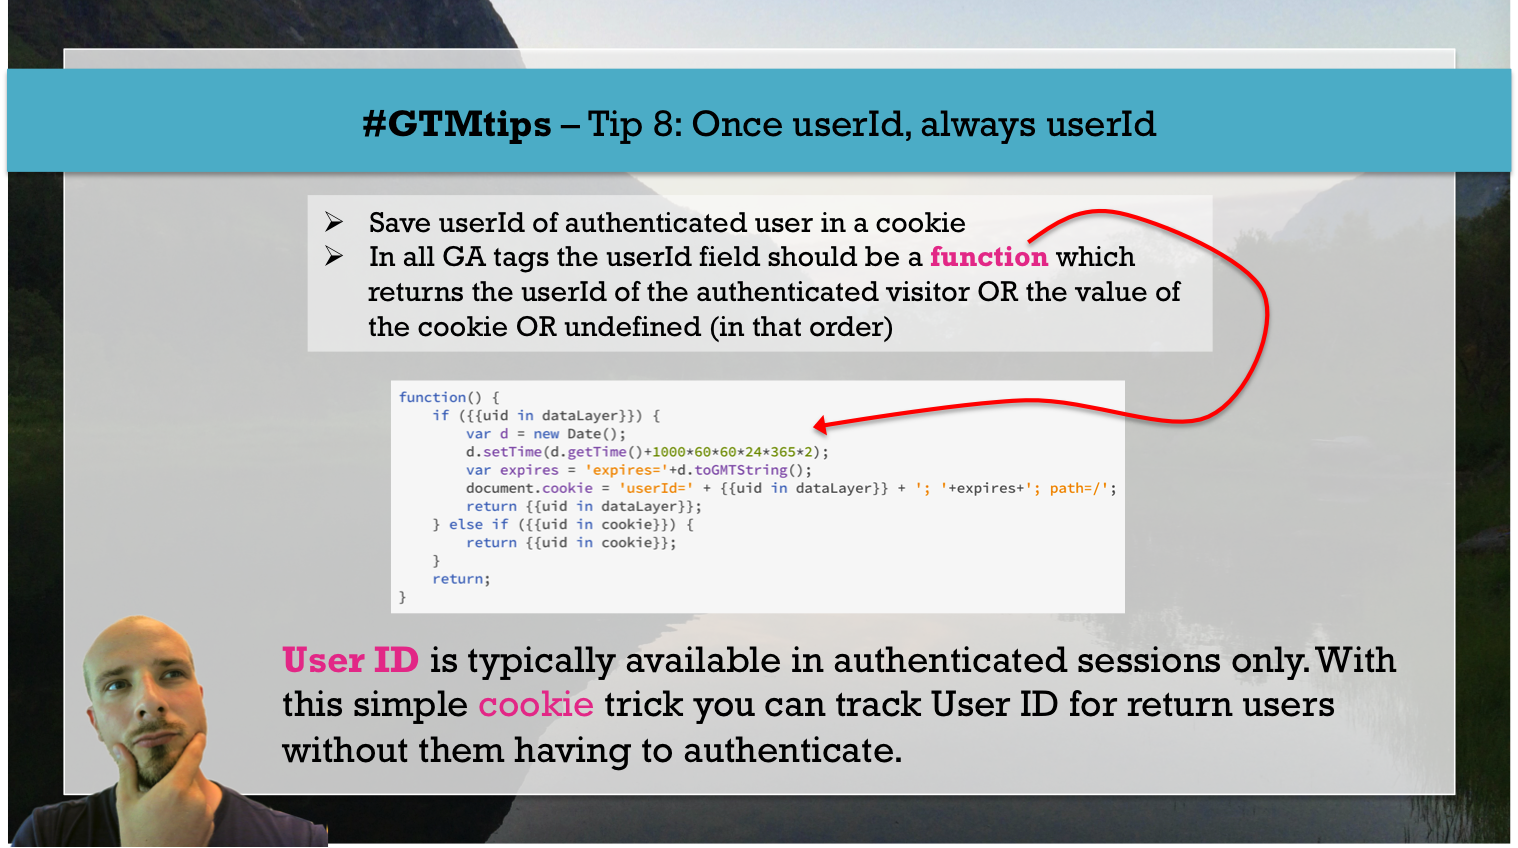 #GTMtips – Tip 8: Once userId, always userId
➢ Save userId of authenticated user in a cookie
➢ In all GA tags the userId field should be a function which
returns the userId of the authenticated visitor OR the value of
the cookie OR undefined (in that order)
function() {
    if ({{uid in dataLayer}}) {
        var d = new Date();
        d.setTime(d.getTime()+1000*60*60*24*365*2);
        var expires = 'expires='+d.toGMTString();
        document.cookie = 'userId=' + {{uid in dataLayer}} + '; '+expires+'; path=/';
        return {{uid in dataLayer}};
    } else if ({{uid in cookie}}) {
        return {{uid in cookie}};
    }
    return;
}
User ID is typically available in authenticated sessions only. With
this simple cookie trick you can track User ID for return users
without them having to authenticate.